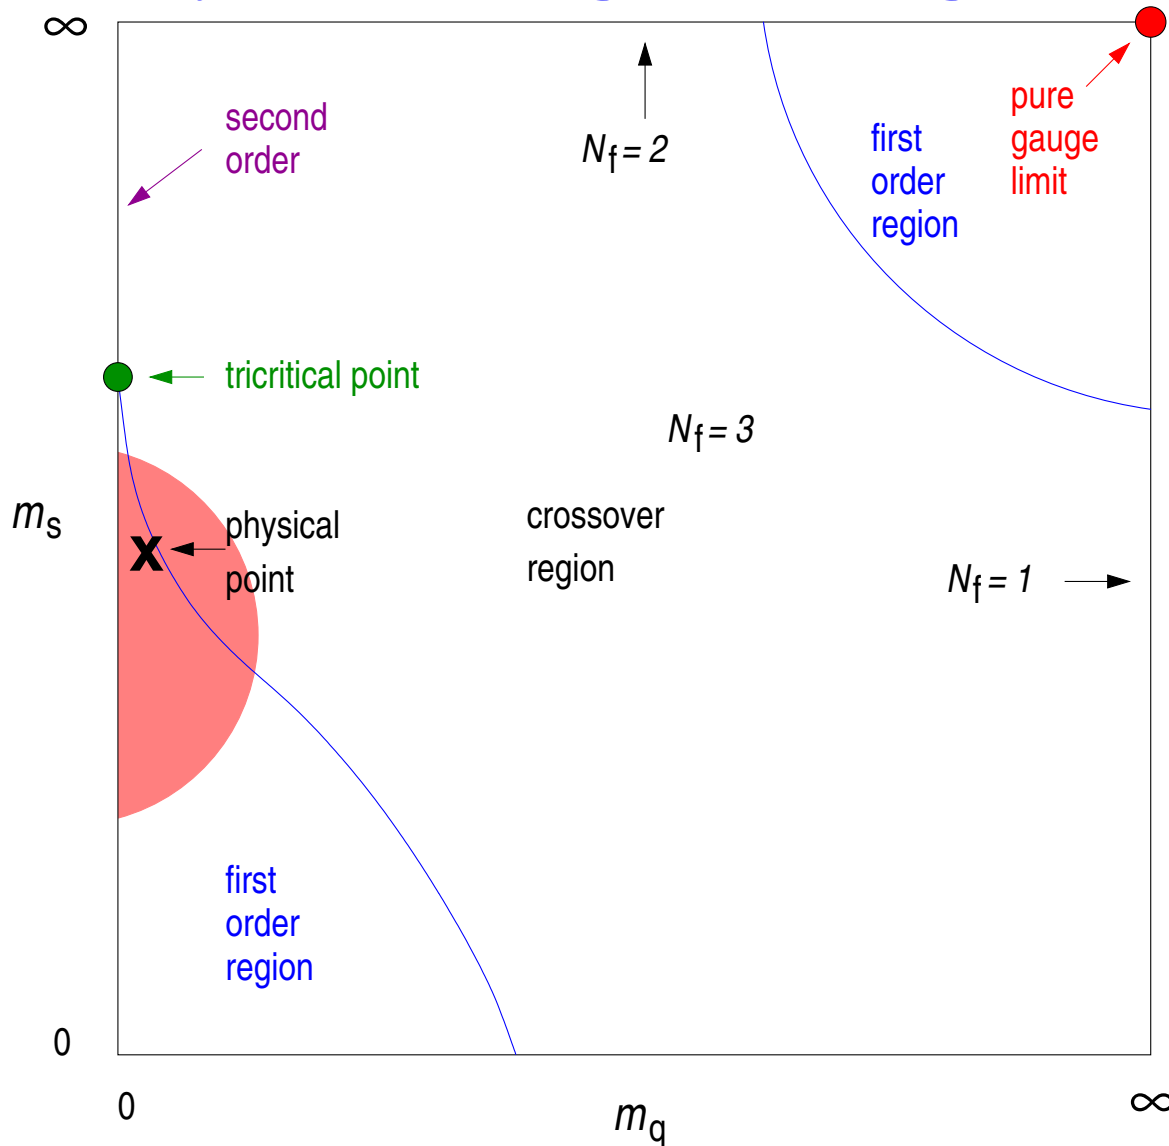 ∞
second
order
N_f = 2
first
order
region
pure
gauge
limit
tricritical point
N_f = 3
m_s
x
physical
point
crossover
region
N_f = 1
first
order
region
0
0
m_q
∞